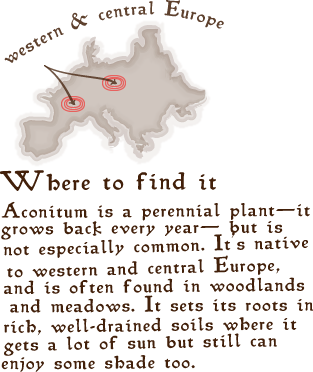 western & central Europe
Where to find it
Aconitum is a perennial plant—it
grows back every year— but is
not especially common. It's native
to western and central Europe,
and is often found in woodlands
and meadows. It sets its roots in
rich, well-drained soils where it
gets a lot of sun but still can
enjoy some shade too.